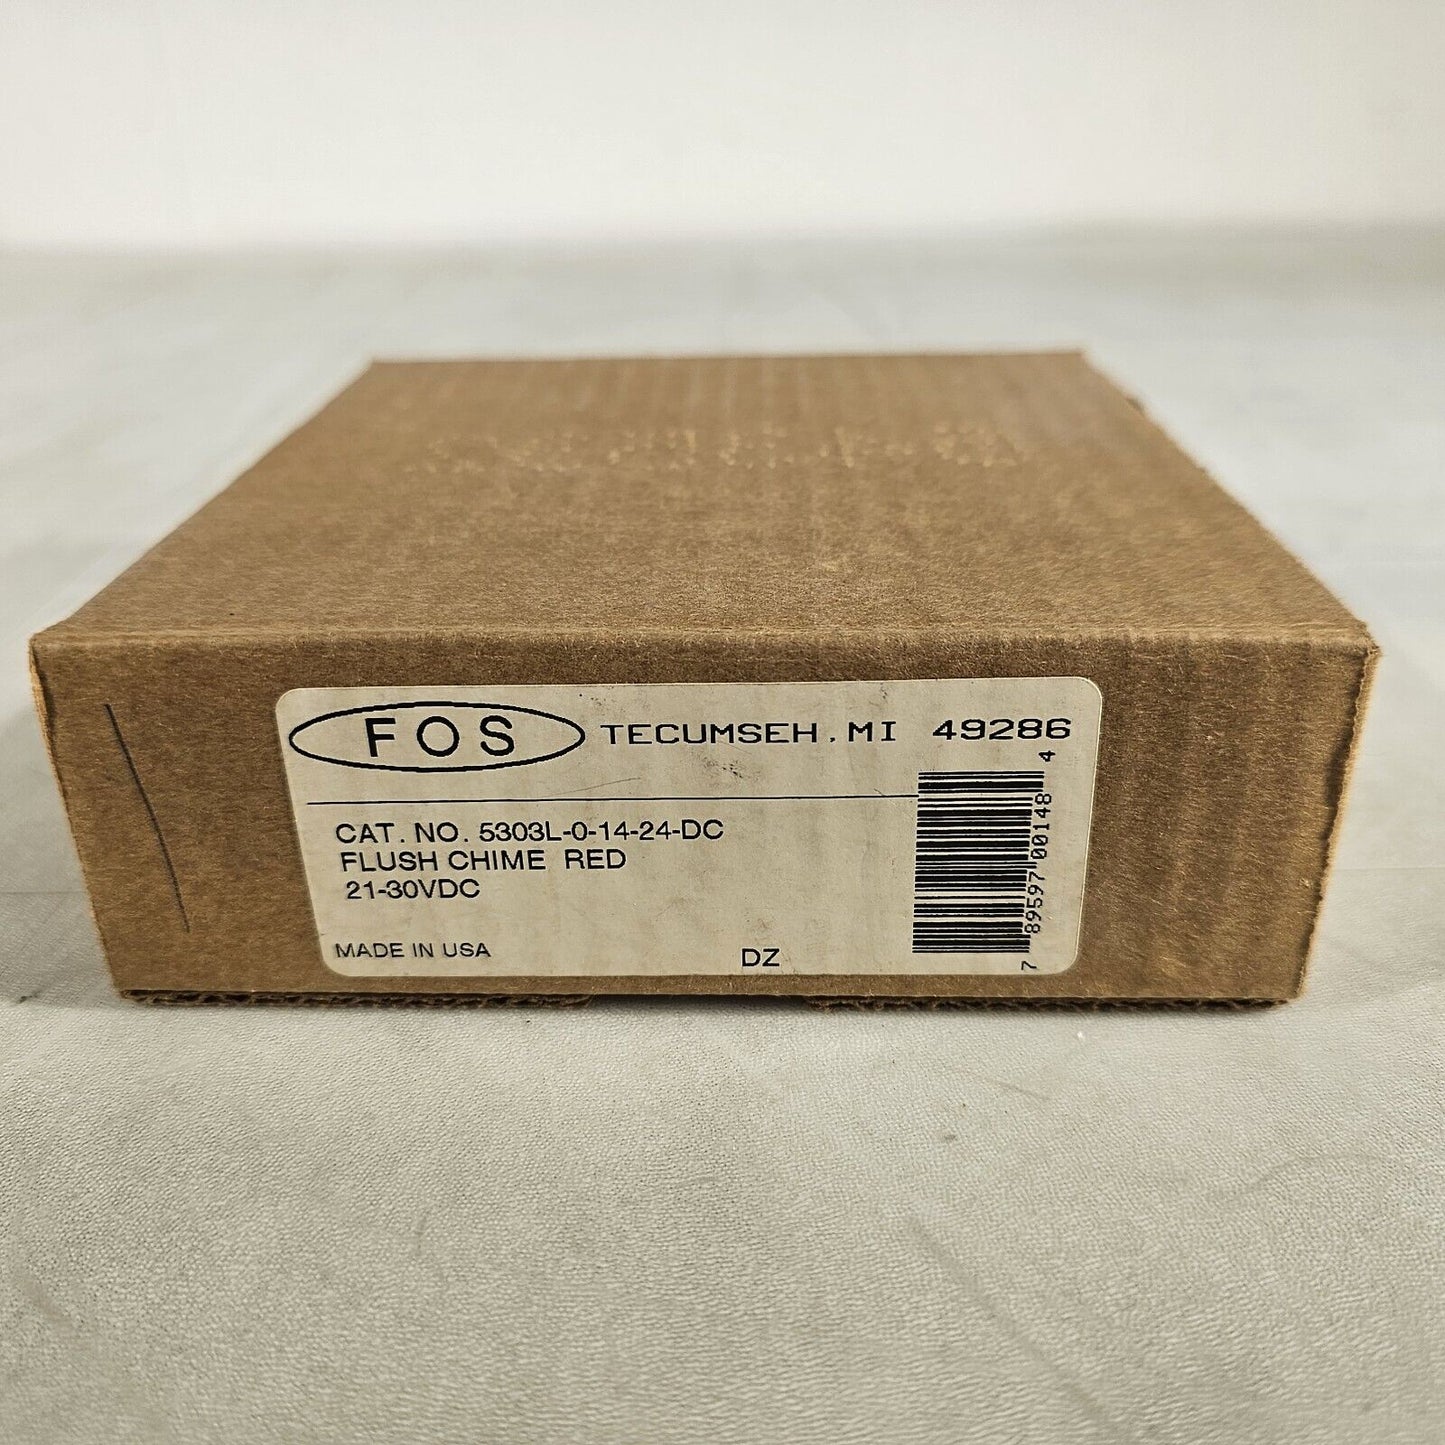 FOS TECUMSEH, MI 49286
CAT. NO. 5303L-0-14-24-DC
FLUSH CHIME RED
21-30VDC
MADE IN USA
DZ
7 89597 00148 4